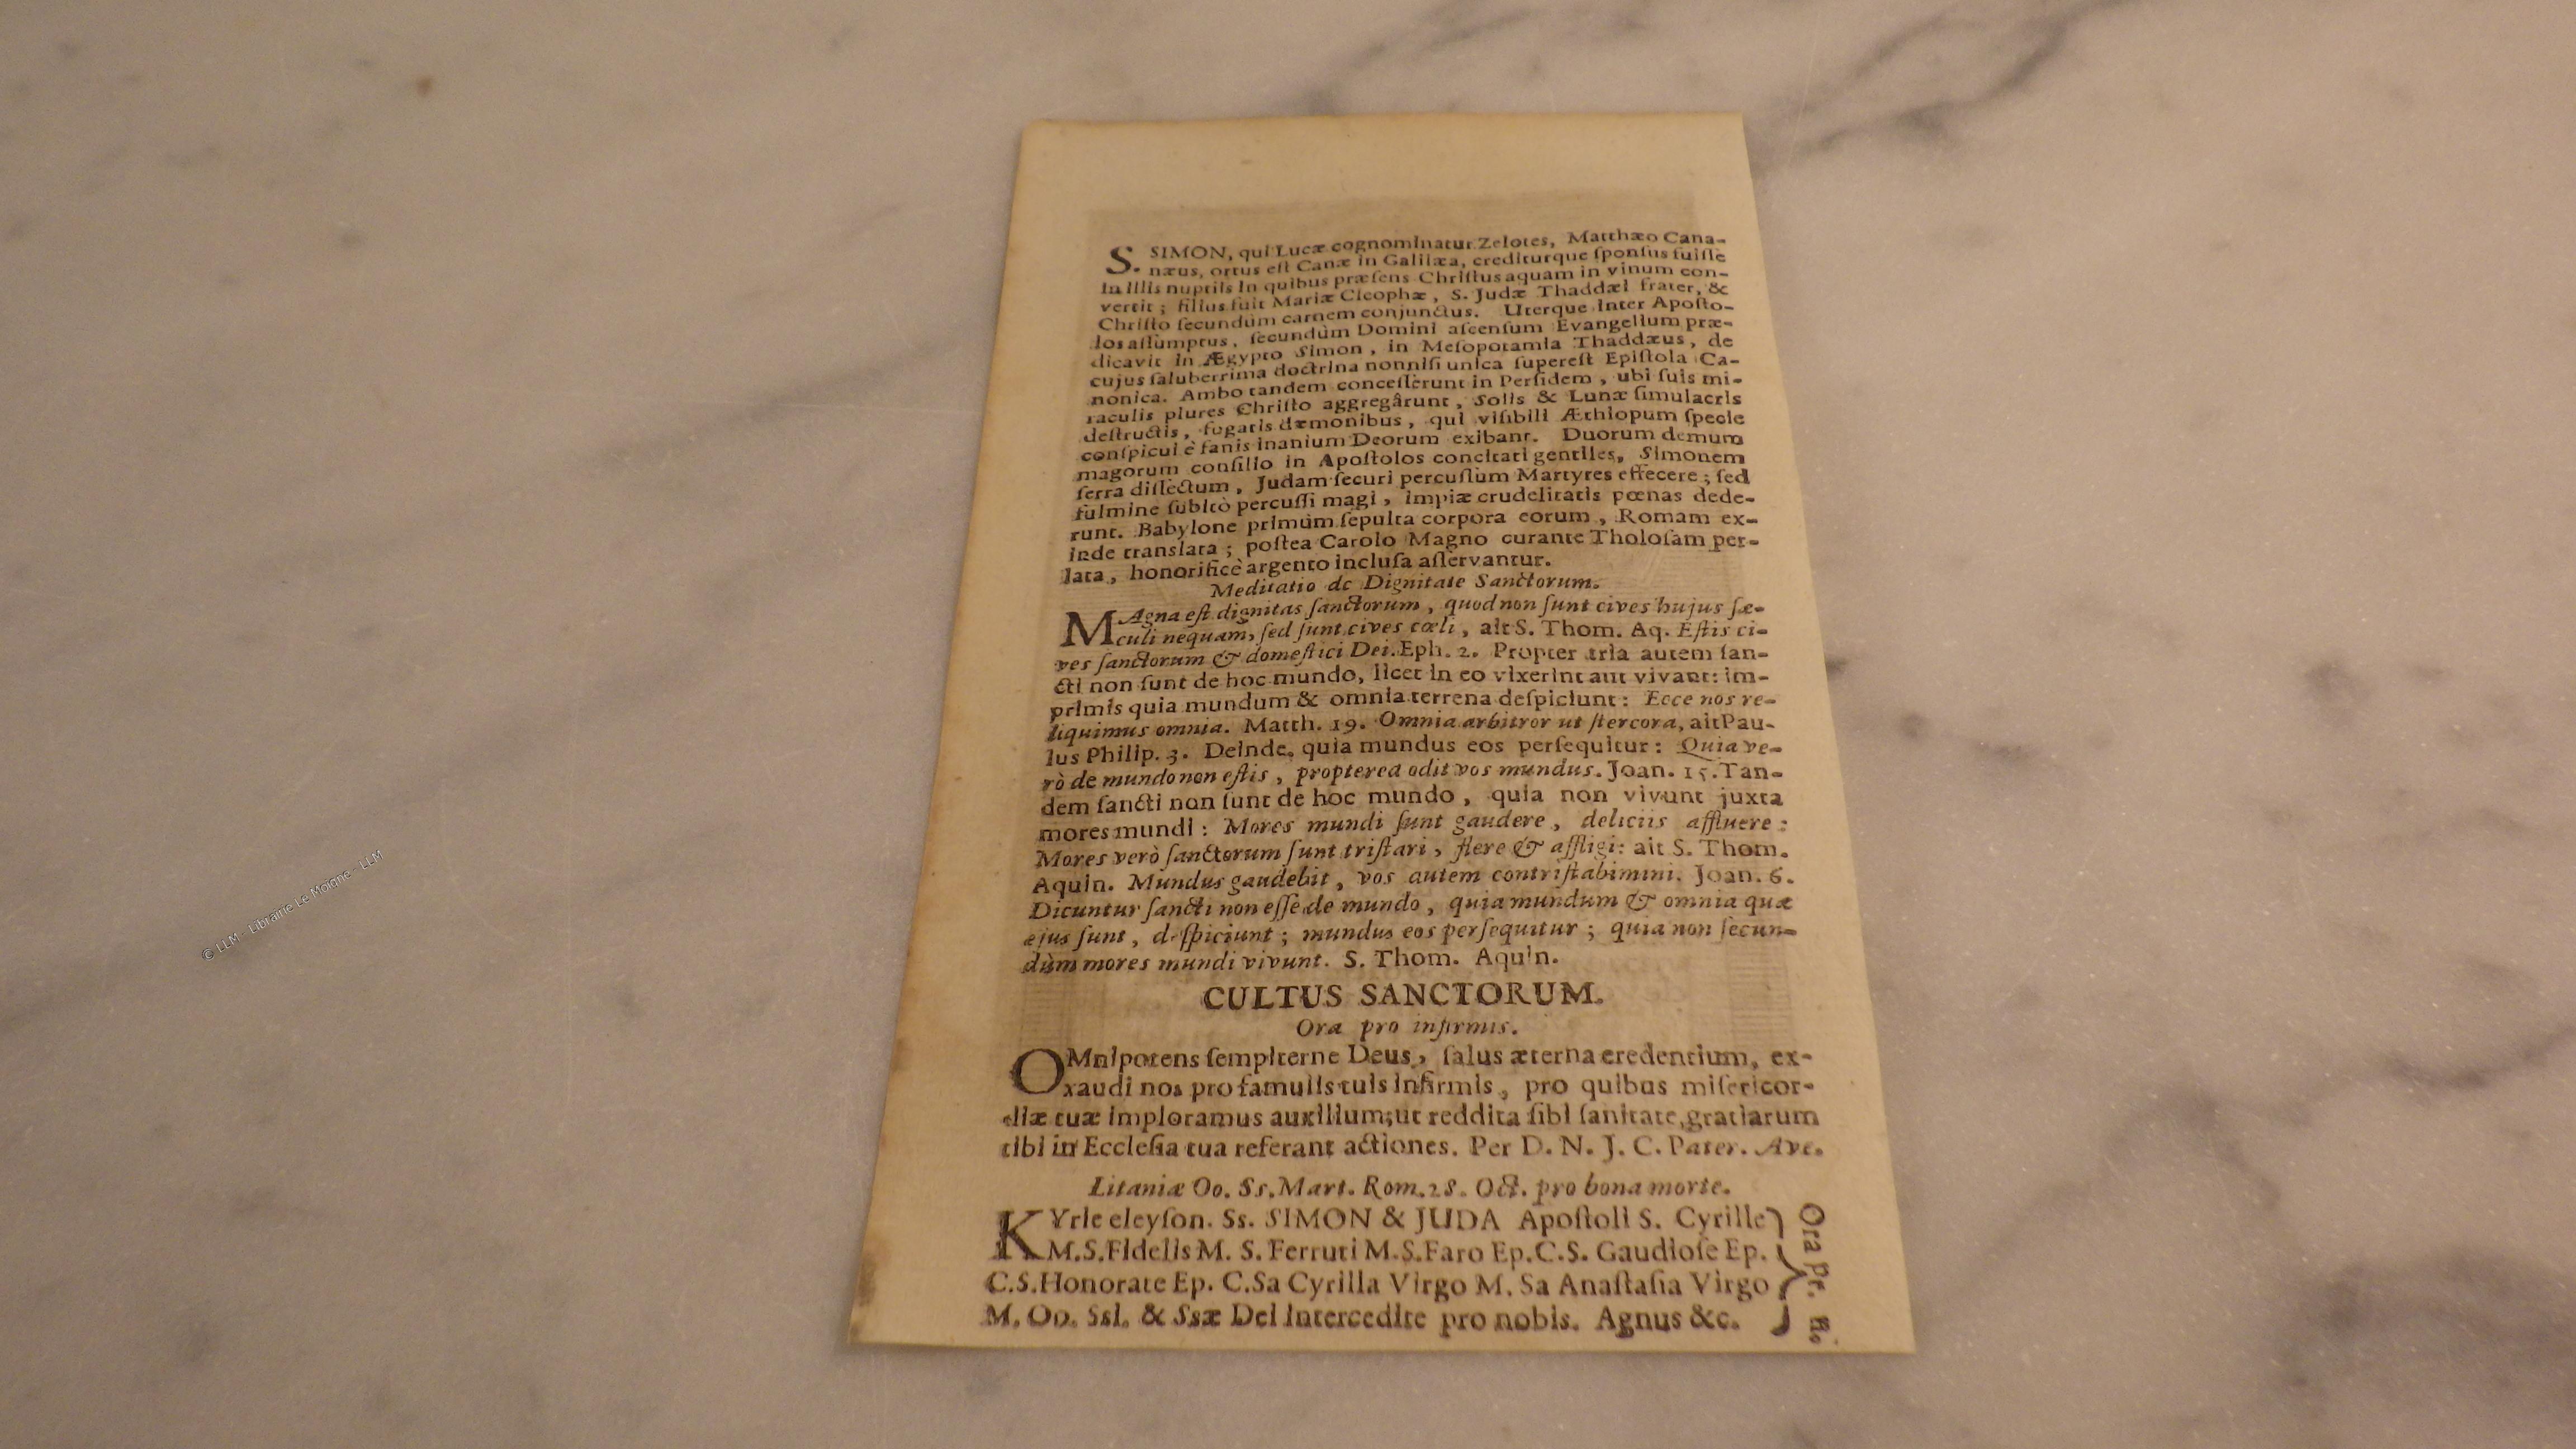 S. SIMON, qui Lucæ cognominatur Zelotes, Matthæo Cana-
næus, ortus eſt Canæ in Galilæa, crediturque ſponſus fuiſſe
in illis nuptiis in quibus præſens Chriſtus aquam in vinum con-
vertit ; filius fuit Mariæ Cleophæ, S. Judæ Thaddæi frater, &
Chriſto ſecundùm carnem conjunctus. Uterque inter Apoſto-
los aſſumptus, ſecundùm Domini aſcenſum Evangelium præ-
dicavit in Ægypto Simon, in Meſopotamia Thaddæus, de
cujus ſaluberrima doctrina nonniſi unica ſupereſt Epiſtola Ca-
nonica. Ambo tandem conceſſerunt in Perſidem, ubi ſuis mi-
raculis plures Chriſto aggregârunt, Solis & Lunæ ſimulacris
deſtructis, fugatis dæmonibus, qui viſibili Æthiopum ſpecie
conſpicui è fanis inanium Deorum exibant. Duorum demum
magorum conſilio in Apoſtolos concitati gentiles, Simonem
ſerra diſſectum, Judam ſecuri percuſſum Martyres effecere ; ſed
fulmine ſubitò percuſſi magi, impiæ crudelitatis pœnas dede-
runt. Babylone primùm ſepulta corpora eorum, Romam ex-
inde translata ; poſtea Carolo Magno curante Tholoſam per-
lata, honorificè argento incluſa aſſervantur.
Meditatio de Dignitate Sanctorum.
MAgna eſt dignitas ſanctorum, quod non ſunt cives hujus ſæ-
culi nequam, ſed ſunt cives cœli, ait S. Thom. Aq. Eſtis ci-
ves ſanctorum & domeſtici Dei. Eph. 2. Propter tria autem ſan-
cti non ſunt de hoc mundo, licet in eo vixerint aut vivant: im-
primis quia mundum & omnia terrena deſpiciunt: Ecce nos re-
liquimus omnia. Matth. 19. Omnia arbitror ut ſtercora, ait Pau-
lus Philip. 3. Deinde, quia mundus eos perſequitur: Quia ve-
rò de mundo non eſtis, propterea odit vos mundus. Joan. 15. Tan-
dem ſancti non ſunt de hoc mundo, quia non vivunt juxta
mores mundi: Mores mundi ſunt gaudere, deliciis affluere:
Mores verò ſanctorum ſunt triſtari, flere & affligi: ait S. Thom.
Aquin. Mundus gaudebit, vos autem contriſtabimini. Joan. 6.
Dicuntur ſancti non eſſe de mundo, quia mundum & omnia quæ
ejus ſunt, deſpiciunt ; mundus eos perſequitur ; quia non ſecun-
dùm mores mundi vivunt. S. Thom. Aquin.
CULTUS SANCTORUM.
Ora pro infirmis.
OMnipotens ſempiterne Deus, ſalus æterna credentium, ex-
xaudi nos pro famulis tuis infirmis, pro quibus miſericor-
diæ tuæ imploramus auxilium; ut reddita ſibi ſanitate, gratiarum
tibi in Eccleſia tua referant actiones. Per D. N. J. C. Pater. Ave.
Litaniæ Oo. Ss. Mart. Rom. 28. Oct. pro bona morte.
KYrie eleyſon. Ss. SIMON & JUDA Apoſtoli S. Cyrille
M. S. Fidelis M. S. Ferruti M. S. Faro Ep. C. S. Gaudioſe Ep.
C. S. Honorate Ep. C. Sa Cyrilla Virgo M. Sa Anaſtaſia Virgo
M. Oo. Ssi. & Ssæ Dei intercedite pro nobis. Agnus &c.
Ora pr. n.
© LLM - Librairie Le Moigne - LLM